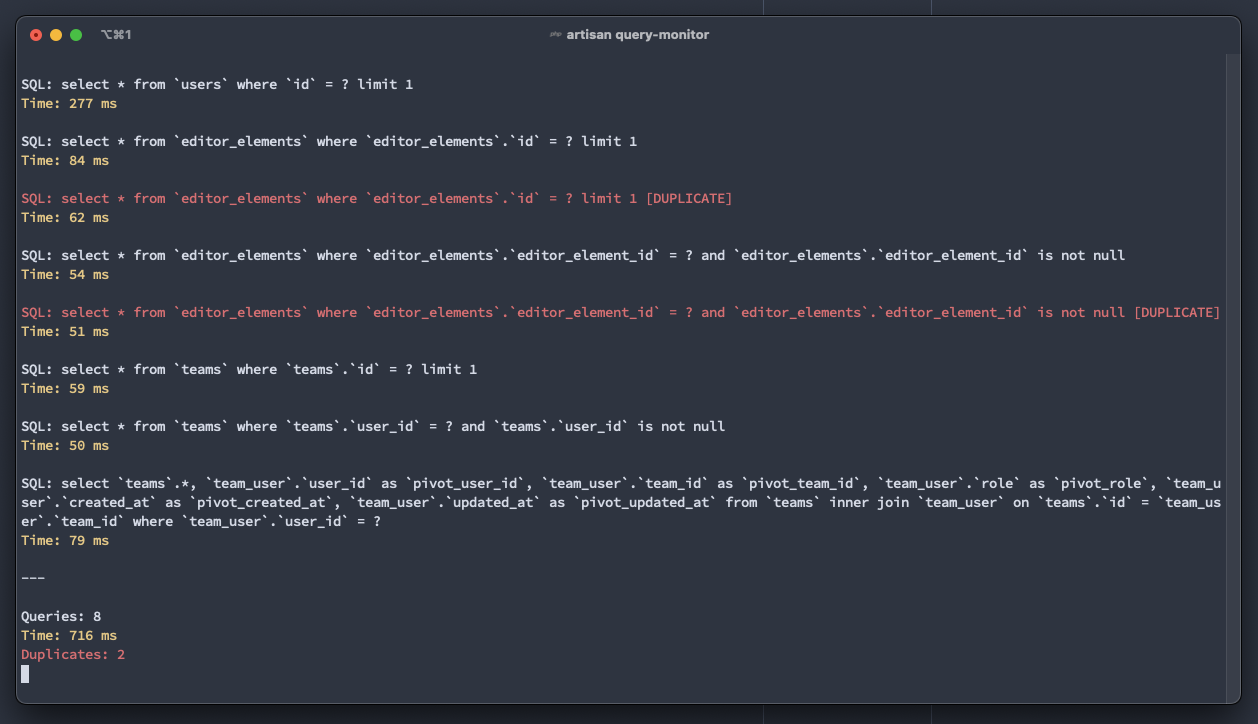 ⌥⌘1
php artisan query-monitor
SQL: select * from `users` where `id` = ? limit 1
Time: 277 ms
SQL: select * from `editor_elements` where `editor_elements`.`id` = ? limit 1
Time: 84 ms
SQL: select * from `editor_elements` where `editor_elements`.`id` = ? limit 1 [DUPLICATE]
Time: 62 ms
SQL: select * from `editor_elements` where `editor_elements`.`editor_element_id` = ? and `editor_elements`.`editor_element_id` is not null
Time: 54 ms
SQL: select * from `editor_elements` where `editor_elements`.`editor_element_id` = ? and `editor_elements`.`editor_element_id` is not null [DUPLICATE]
Time: 51 ms
SQL: select * from `teams` where `teams`.`id` = ? limit 1
Time: 59 ms
SQL: select * from `teams` where `teams`.`user_id` = ? and `teams`.`user_id` is not null
Time: 50 ms
SQL: select `teams`.*, `team_user`.`user_id` as `pivot_user_id`, `team_user`.`team_id` as `pivot_team_id`, `team_user`.`role` as `pivot_role`, `team_u
ser`.`created_at` as `pivot_created_at`, `team_user`.`updated_at` as `pivot_updated_at` from `teams` inner join `team_user` on `teams`.`id` = `team_us
er`.`team_id` where `team_user`.`user_id` = ?
Time: 79 ms
---
Queries: 8
Time: 716 ms
Duplicates: 2